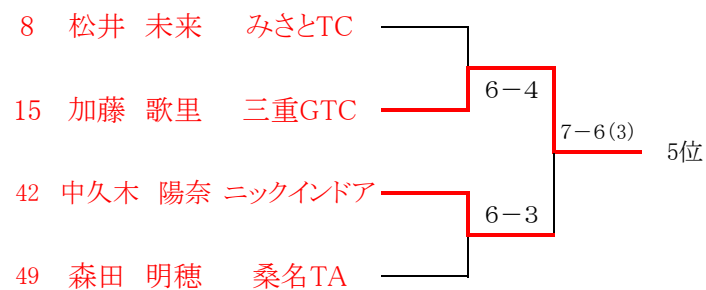 8 松井 未来 みさとTC
6－4
15 加藤 歌里 三重GTC
7－6(3)
5位
42 中久木 陽奈 ニックインドア
6－3
49 森田 明穂 桑名TA